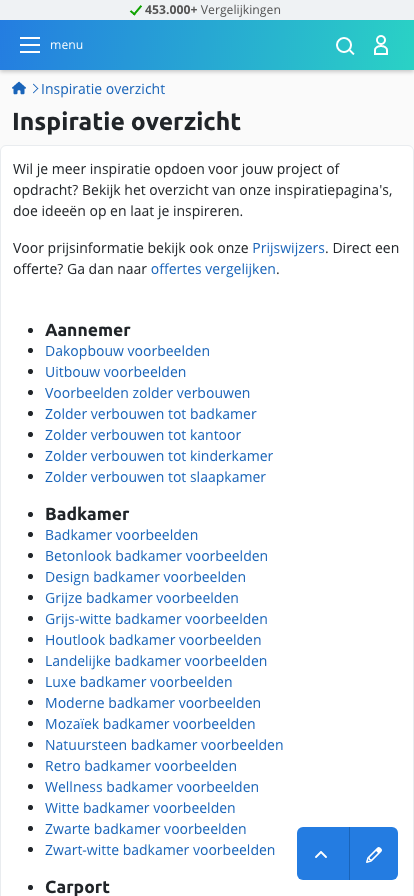 453.000+ Vergelijkingen
menu
Inspiratie overzicht
Inspiratie overzicht
Wil je meer inspiratie opdoen voor jouw project of
opdracht? Bekijk het overzicht van onze inspiratiepagina's,
doe ideeën op en laat je inspireren.
Voor prijsinformatie bekijk ook onze Prijswijzers. Direct een
offerte? Ga dan naar offertes vergelijken.
Aannemer
Dakopbouw voorbeelden
Uitbouw voorbeelden
Voorbeelden zolder verbouwen
Zolder verbouwen tot badkamer
Zolder verbouwen tot kantoor
Zolder verbouwen tot kinderkamer
Zolder verbouwen tot slaapkamer
Badkamer
Badkamer voorbeelden
Betonlook badkamer voorbeelden
Design badkamer voorbeelden
Grijze badkamer voorbeelden
Grijs-witte badkamer voorbeelden
Houtlook badkamer voorbeelden
Landelijke badkamer voorbeelden
Luxe badkamer voorbeelden
Moderne badkamer voorbeelden
Mozaïek badkamer voorbeelden
Natuursteen badkamer voorbeelden
Retro badkamer voorbeelden
Wellness badkamer voorbeelden
Witte badkamer voorbeelden
Zwarte badkamer voorbeelden
Zwart-witte badkamer voorbeelden
Carport